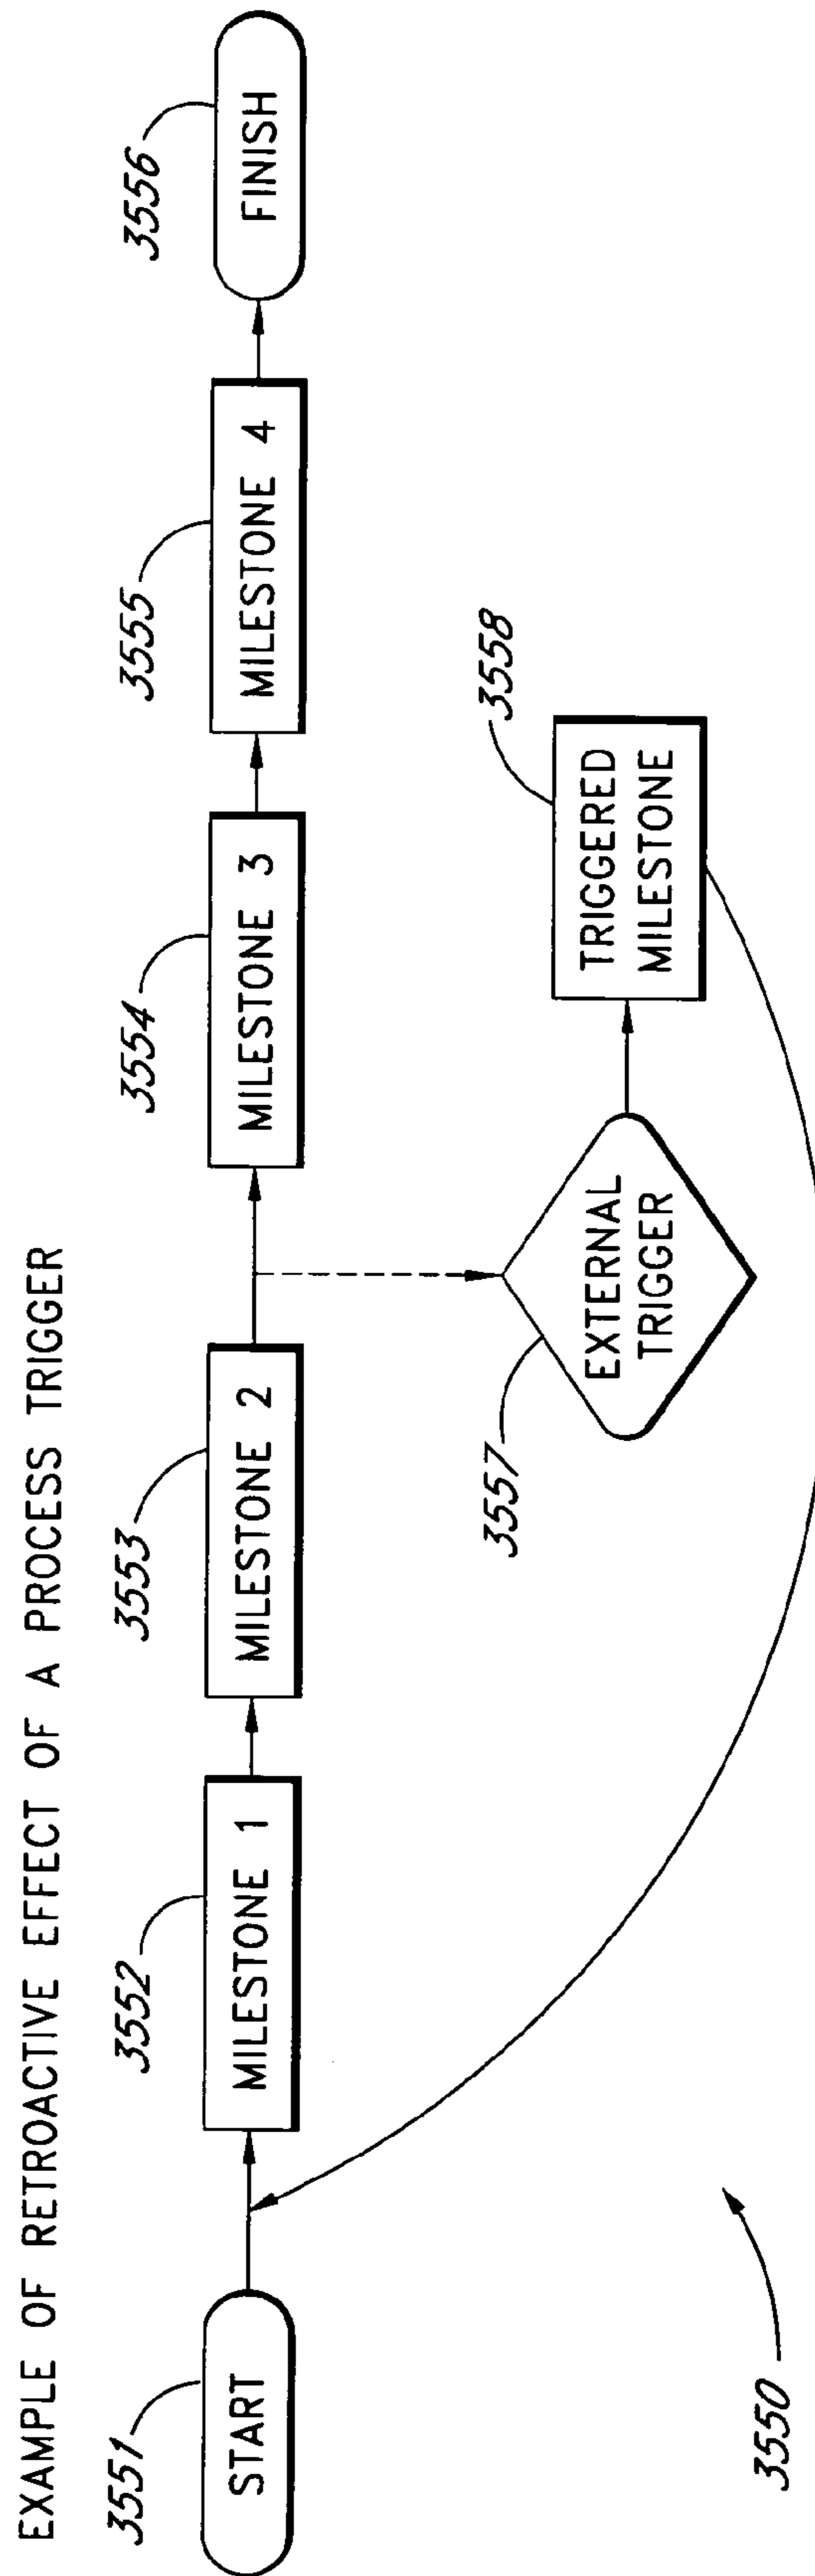 EXAMPLE OF RETROACTIVE EFFECT OF A PROCESS TRIGGER
3551
START
3552
MILESTONE 1
3553
MILESTONE 2
3554
MILESTONE 3
3555
MILESTONE 4
3556
FINISH
3557
EXTERNAL
TRIGGER
3558
TRIGGERED
MILESTONE
3550